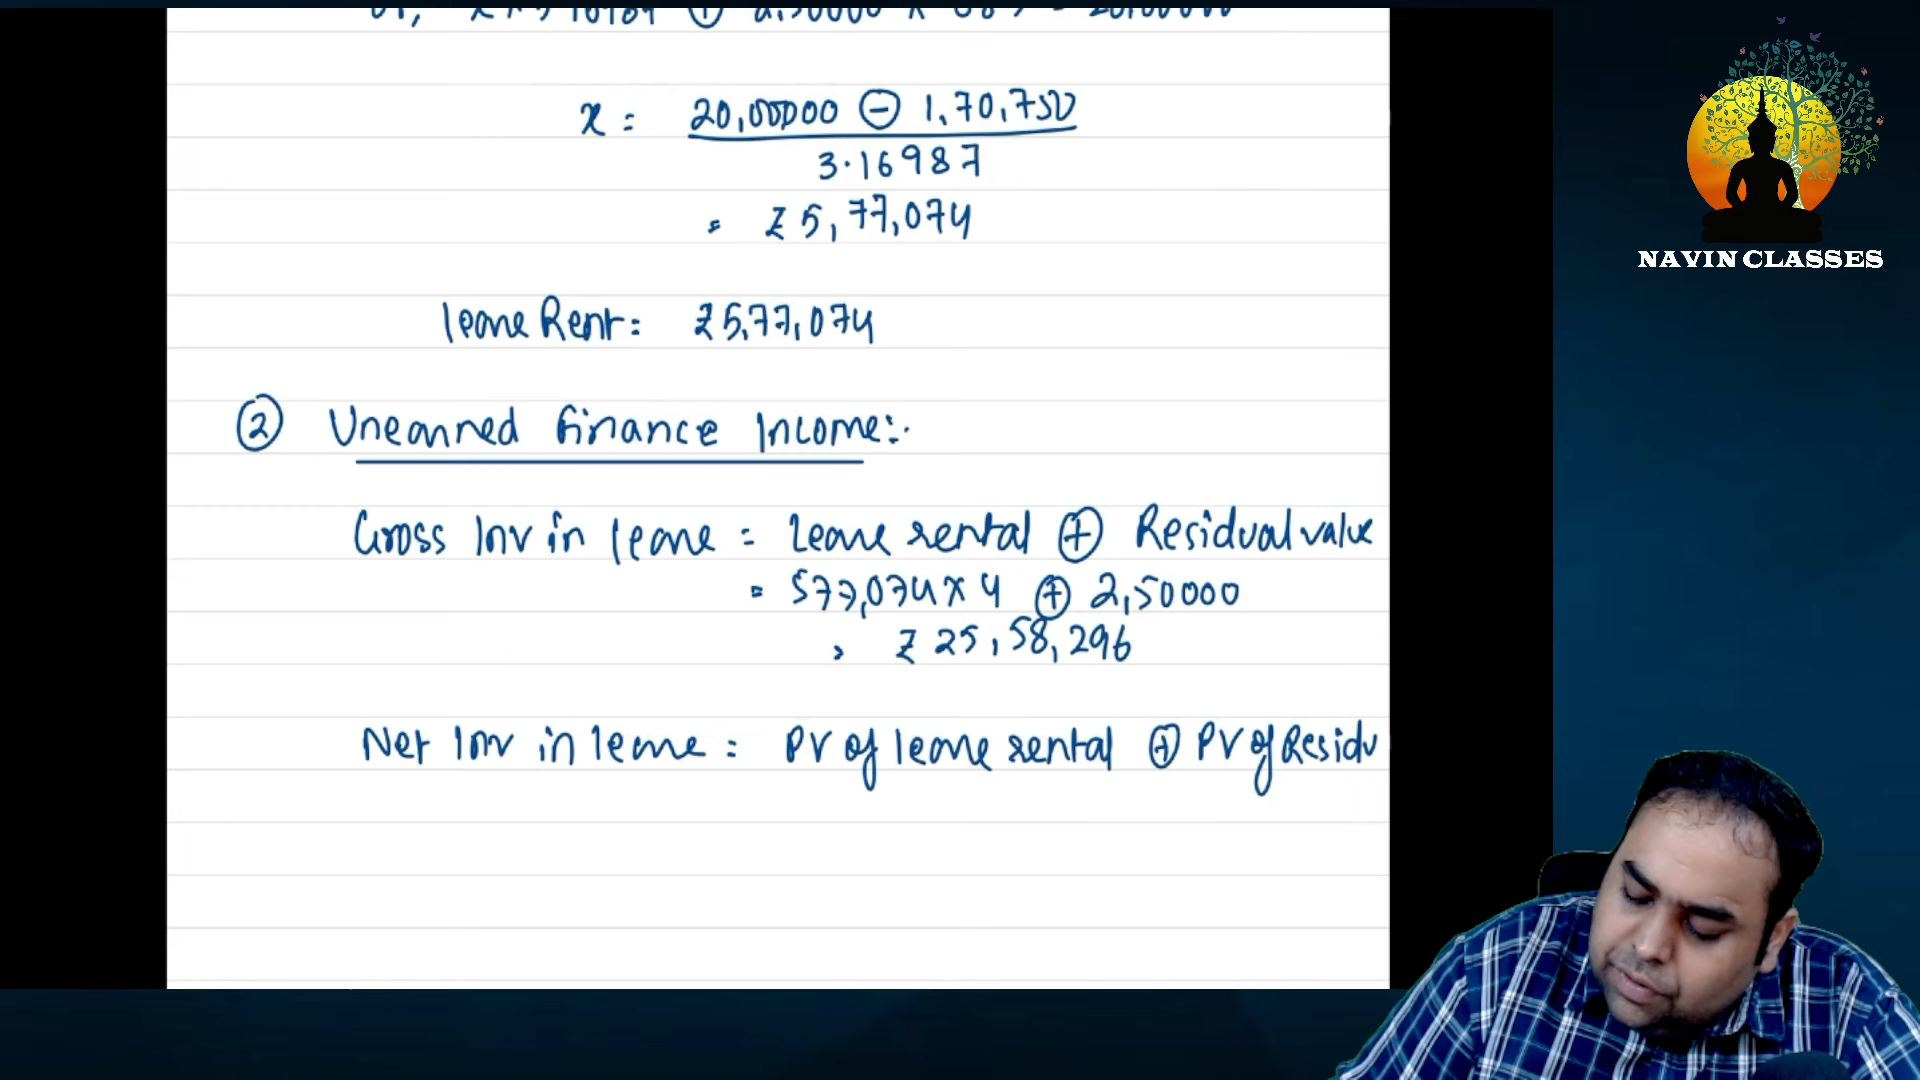 x = 20,00000 ⊖ 1,70,750
3.16987
= ₹ 5,77,074
lease Rent: ₹5,77,074
② Unearned finance Income:.
Gross Inv in lease = Lease rental ⊕ Residual value
= 577,074 x 4 ⊕ 2,50000
= ₹ 25,58,296
Net Inv in lease = PV of lease rental ⊕ PV of Residu
NAVIN CLASSES